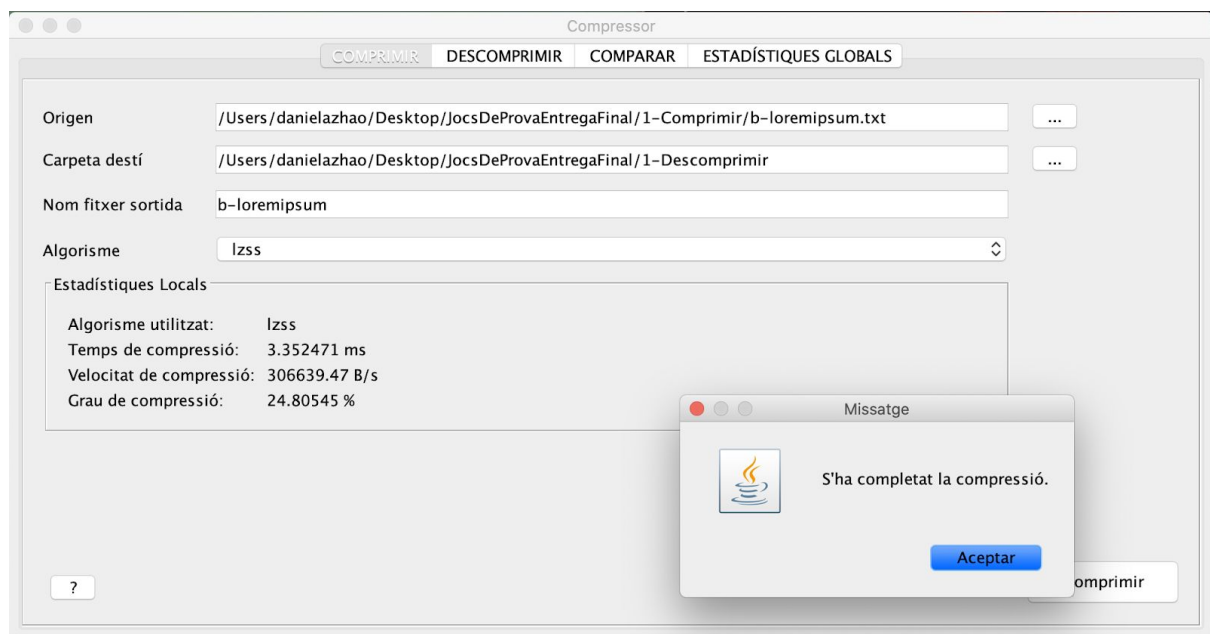 Compressor
COMPRIMIR DESCOMPRIMIR COMPARAR ESTADÍSTIQUES GLOBALS
Origen /Users/danielazhao/Desktop/JocsDeProvaEntregaFinal/1-Comprimir/b-loremipsum.txt ...
Carpeta destí /Users/danielazhao/Desktop/JocsDeProvaEntregaFinal/1-Descomprimir ...
Nom fitxer sortida b-loremipsum
Algorisme lzss
Estadístiques Locals
Algorisme utilitzat: lzss
Temps de compressió: 3.352471 ms
Velocitat de compressió: 306639.47 B/s
Grau de compressió: 24.80545 %
Missatge
S'ha completat la compressió.
Aceptar
? omprimir